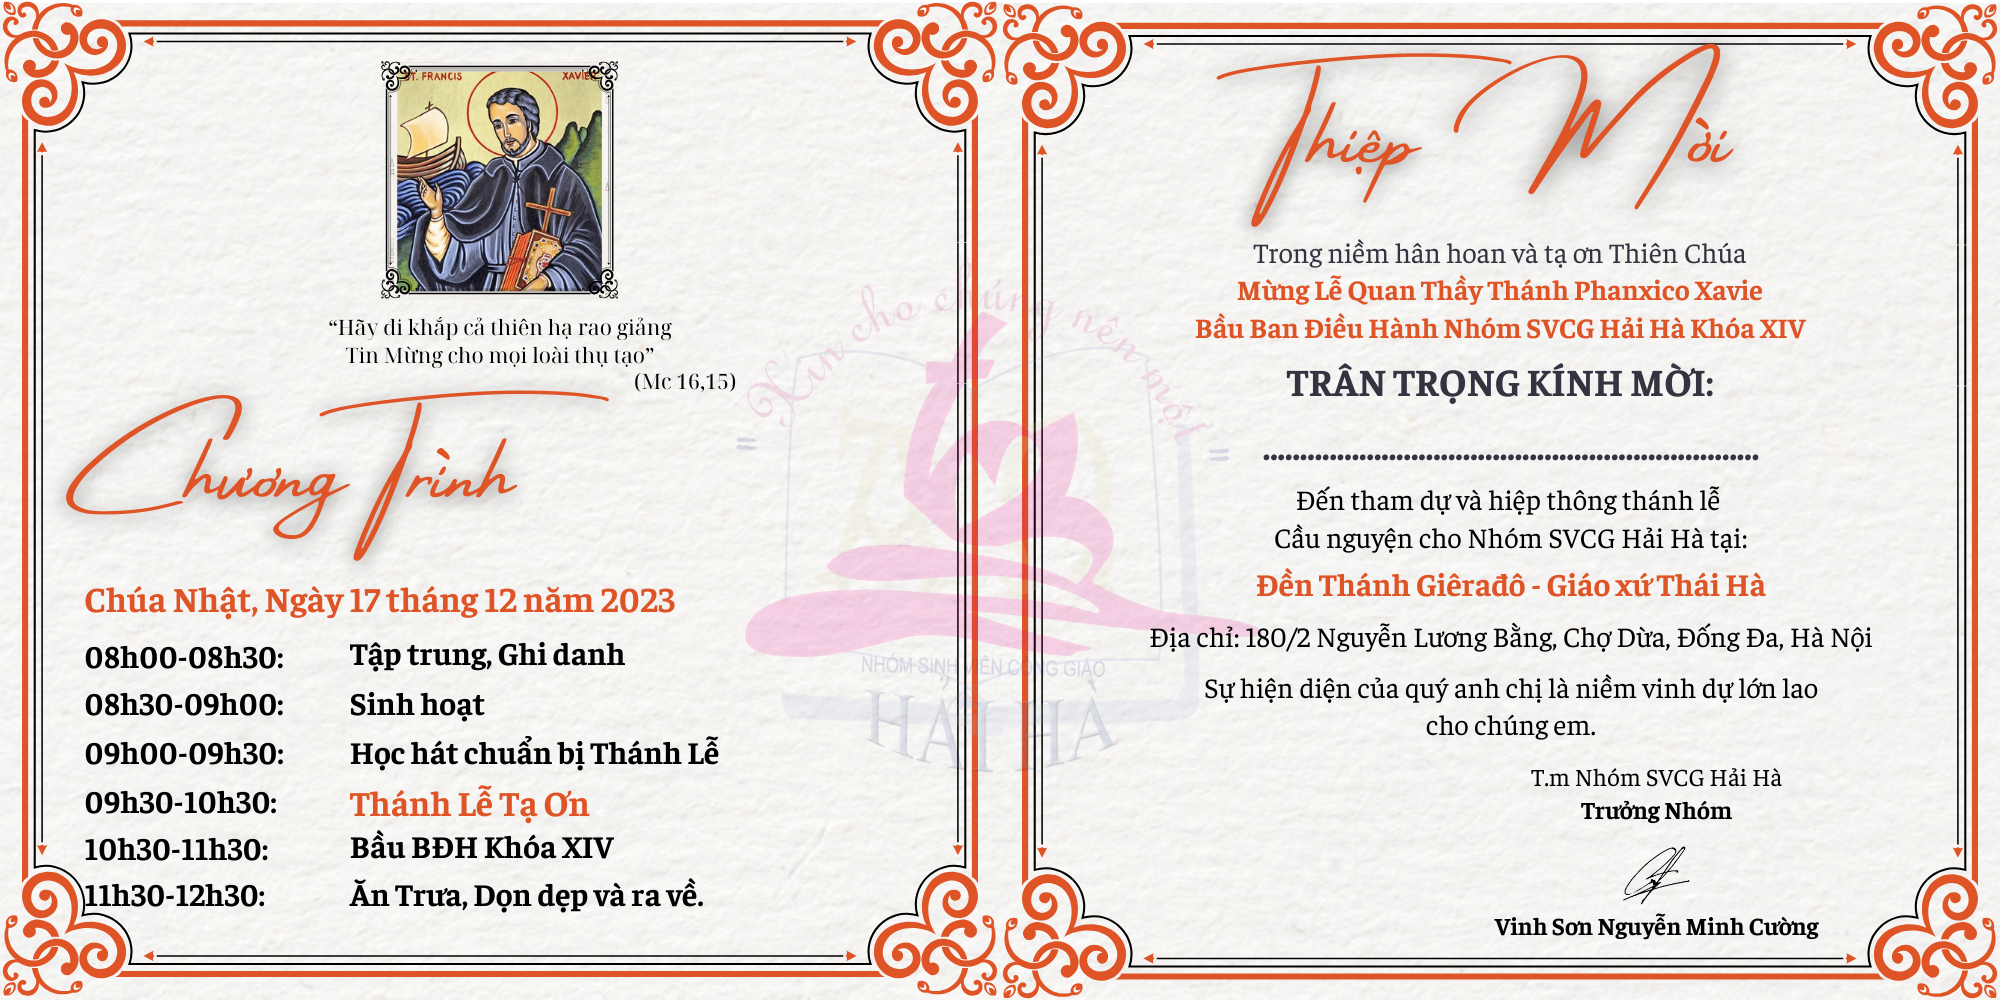 ST. FRANCIS XAVIER
“Hãy đi khắp cả thiên hạ rao giảng
Tin Mừng cho mọi loài thụ tạo”
(Mc 16,15)
Chương Trình
Chúa Nhật, Ngày 17 tháng 12 năm 2023
08h00-08h30: Tập trung, Ghi danh
08h30-09h00: Sinh hoạt
09h00-09h30: Học hát chuẩn bị Thánh Lễ
09h30-10h30: Thánh Lễ Tạ Ơn
10h30-11h30: Bầu BĐH Khóa XIV
11h30-12h30: Ăn Trưa, Dọn dẹp và ra về.
"Xin cho chúng nên một"
NHÓM SINH VIÊN CÔNG GIÁO
HẢI HÀ
Thiệp Mời
Trong niềm hân hoan và tạ ơn Thiên Chúa
Mừng Lễ Quan Thầy Thánh Phanxico Xavie
Bầu Ban Điều Hành Nhóm SVCG Hải Hà Khóa XIV
TRÂN TRỌNG KÍNH MỜI:
....................................................................
Đến tham dự và hiệp thông thánh lễ
Cầu nguyện cho Nhóm SVCG Hải Hà tại:
Đền Thánh Giêrađô - Giáo xứ Thái Hà
Địa chỉ: 180/2 Nguyễn Lương Bằng, Chợ Dừa, Đống Đa, Hà Nội
Sự hiện diện của quý anh chị là niềm vinh dự lớn lao
cho chúng em.
T.m Nhóm SVCG Hải Hà
Trưởng Nhóm
Vinh Sơn Nguyễn Minh Cường